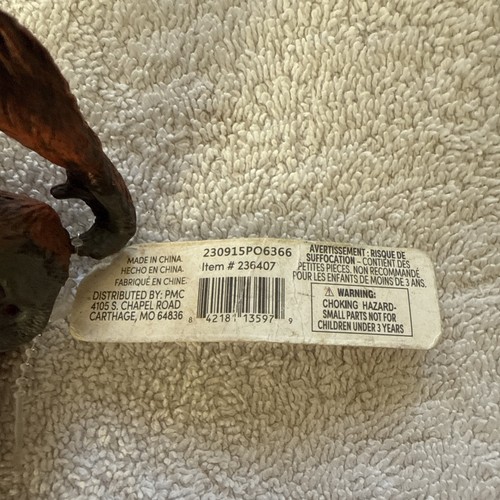 MADE IN CHINA.
HECHO EN CHINA.
FABRIQUÉ EN CHINE.
DISTRIBUTED BY: PMC
4105 S. CHAPEL ROAD
CARTHAGE, MO 64836
230915PO6366
Item # 236407
8 42181 13597 9
AVERTISSEMENT : RISQUE DE
SUFFOCATION – CONTIENT DES
PETITES PIÈCES. NON RECOMMANDÉ
POUR LES ENFANTS DE MOINS DE 3 ANS.
WARNING:
CHOKING HAZARD-
SMALL PARTS NOT FOR
CHILDREN UNDER 3 YEARS